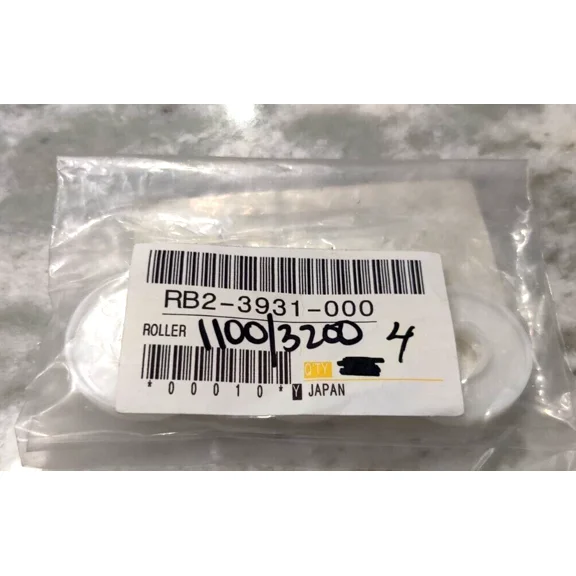 RB2-3931-000
ROLLER 1100/3200 4
QTY
*00010* Y JAPAN